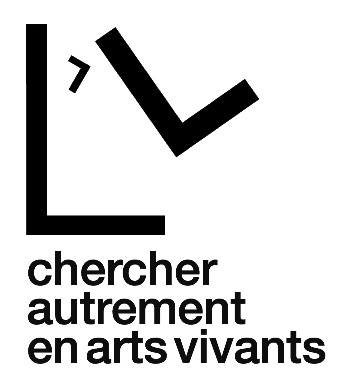 L'L
chercher
autrement
en arts vivants